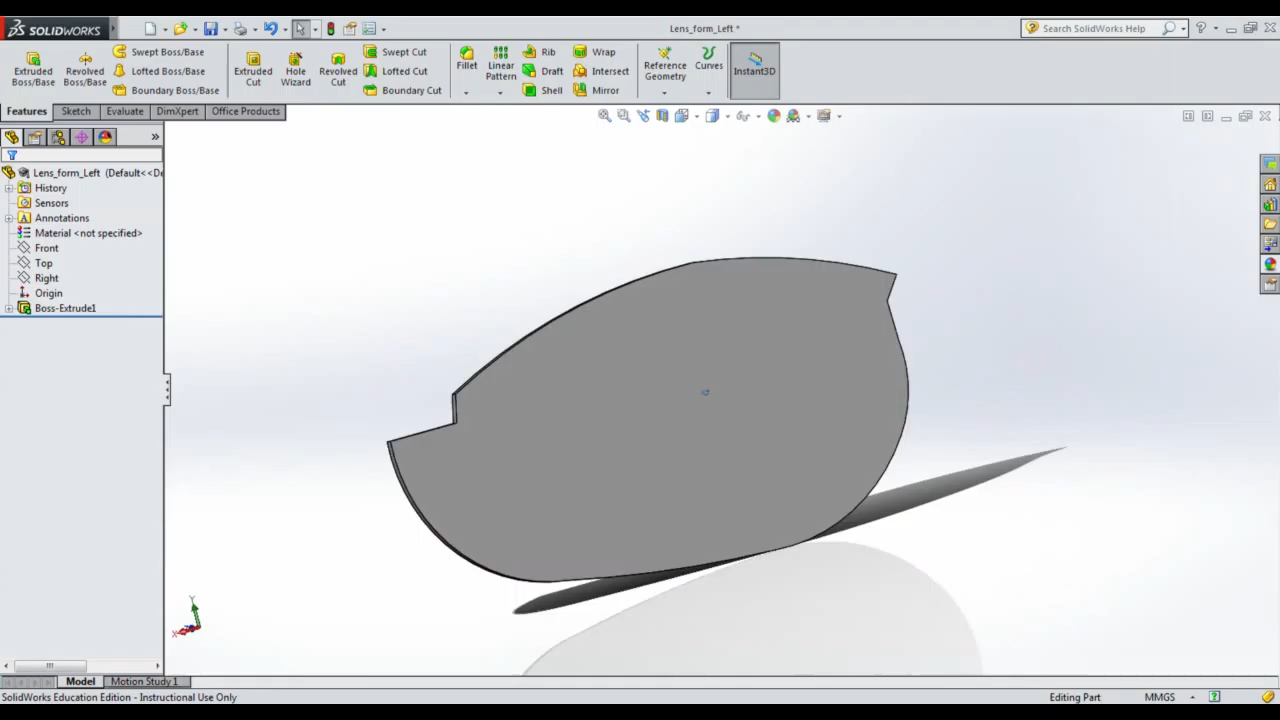 SOLIDWORKS
Lens_form_Left *
Search SolidWorks Help
Extruded Boss/Base
Revolved Boss/Base
Swept Boss/Base
Lofted Boss/Base
Boundary Boss/Base
Extruded Cut
Hole Wizard
Revolved Cut
Swept Cut
Lofted Cut
Boundary Cut
Fillet
Linear Pattern
Rib
Draft
Shell
Wrap
Intersect
Mirror
Reference Geometry
Curves
Instant3D
Features
Sketch
Evaluate
DimXpert
Office Products
Lens_form_Left (Default<<D
History
Sensors
Annotations
Material <not specified>
Front
Top
Right
Origin
Boss-Extrude1
Y
X
Model
Motion Study 1
SolidWorks Education Edition - Instructional Use Only
Editing Part
MMGS